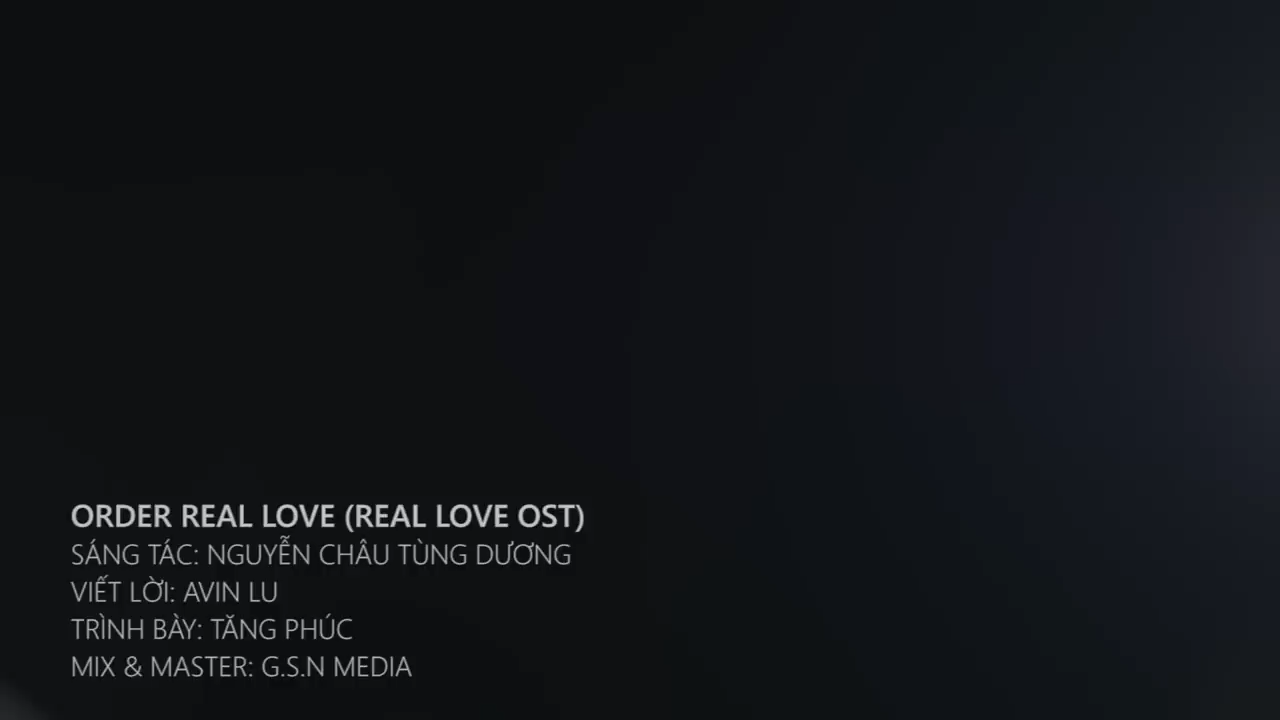 ORDER REAL LOVE (REAL LOVE OST)
SÁNG TÁC: NGUYỄN CHÂU TÙNG DƯƠNG
VIẾT LỜI: AVIN LU
TRÌNH BÀY: TĂNG PHÚC
MIX & MASTER: G.S.N MEDIA